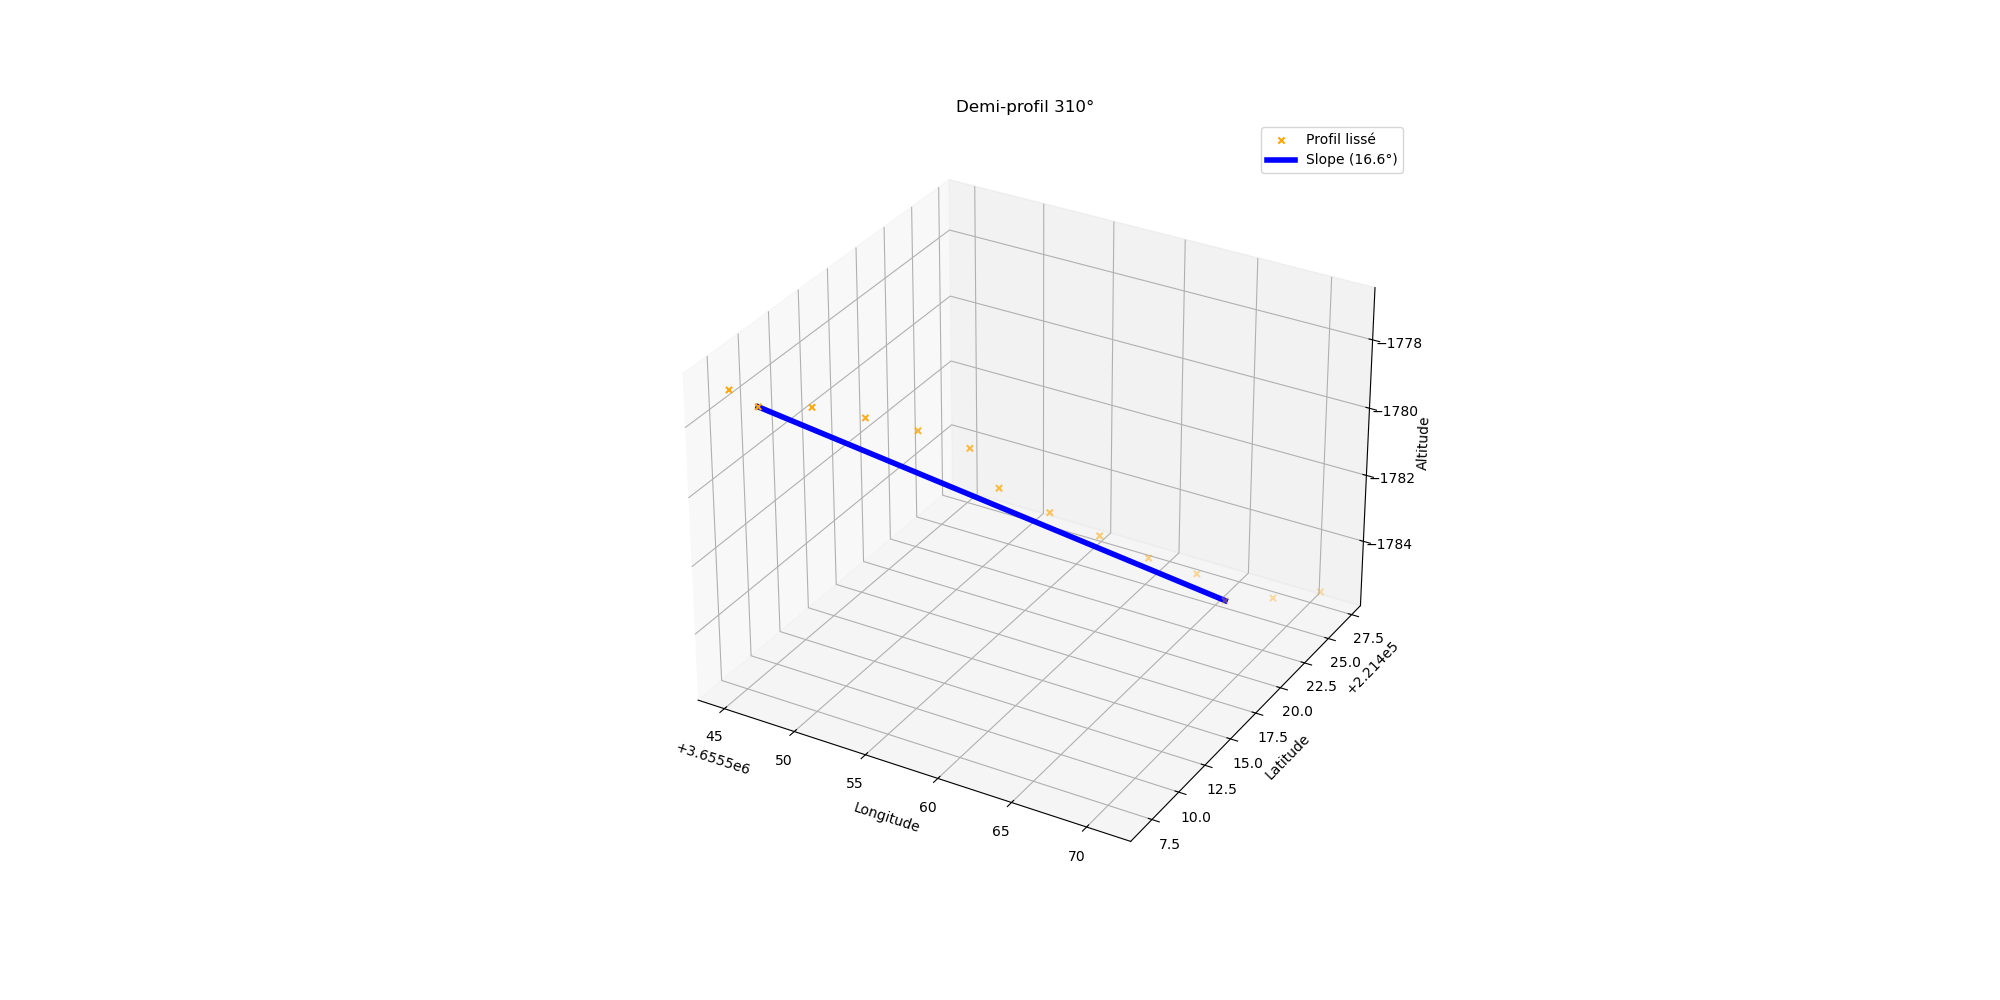 Demi-profil 310°
Profil lissé
Slope (16.6°)
−1778
−1780
−1782
−1784
Altitude
27.5
25.0
22.5
20.0
17.5
15.0
12.5
10.0
7.5
+2.214e5
Latitude
45
50
55
60
65
70
+3.6555e6
Longitude